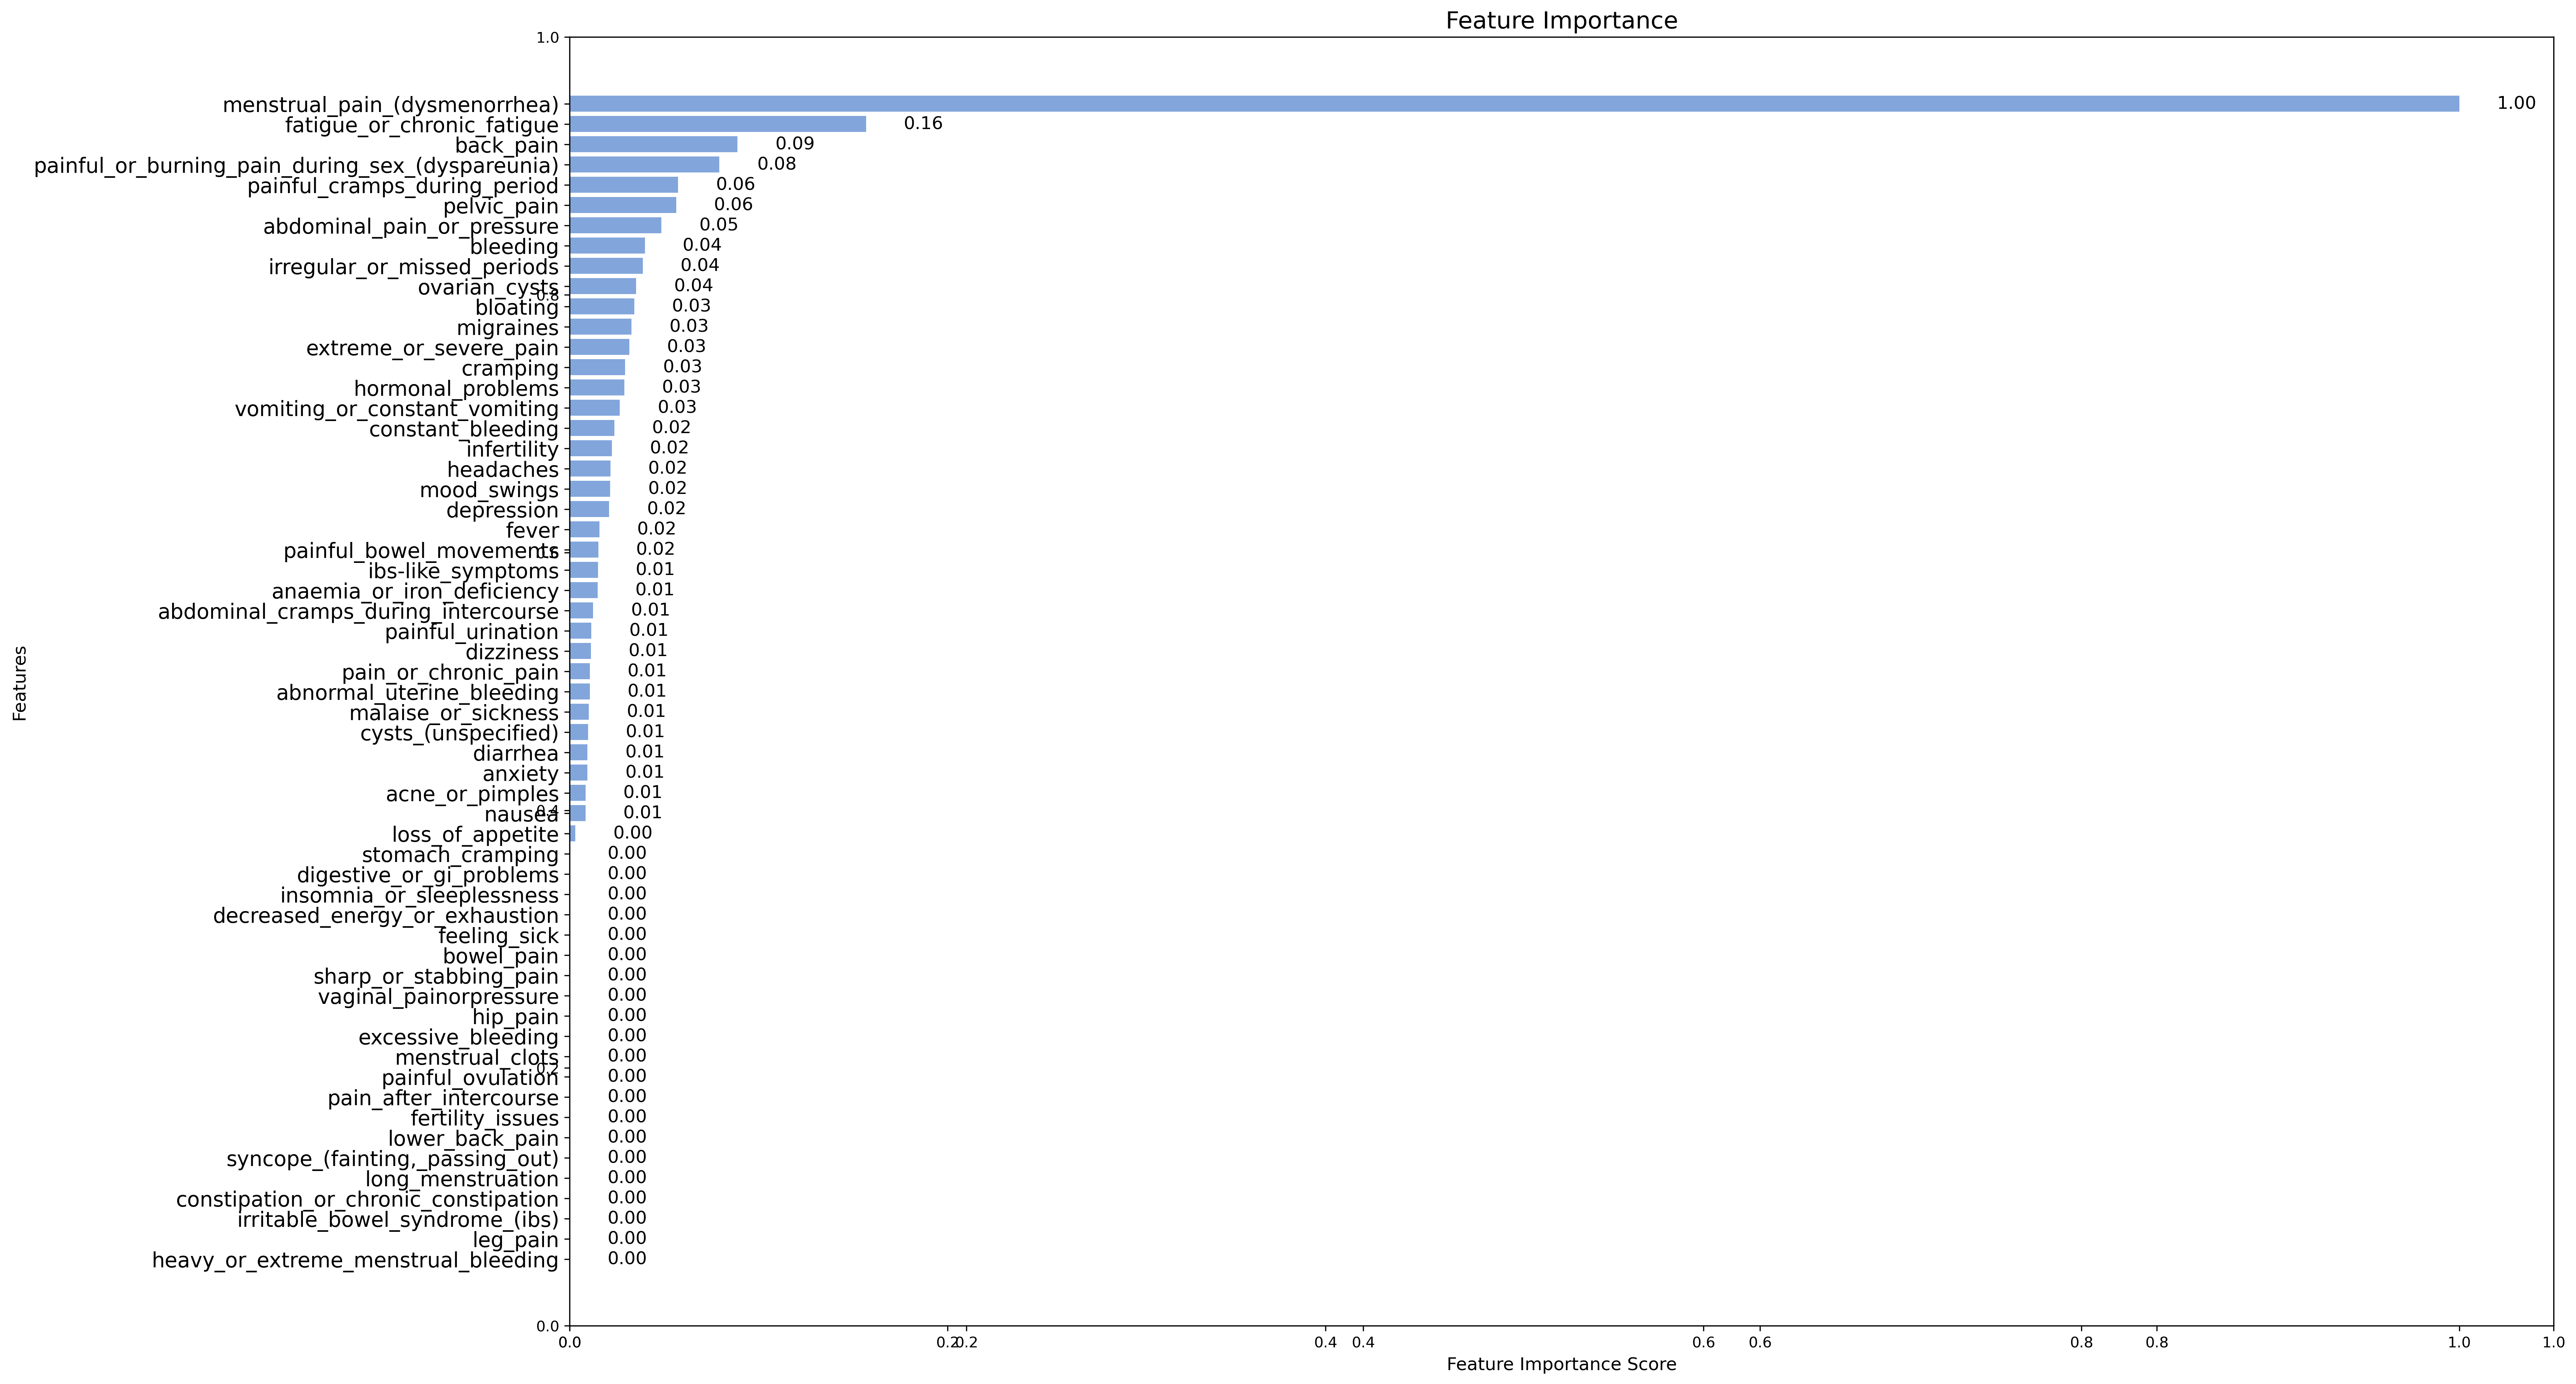 Feature Importance
1.0
menstrual_pain_(dysmenorrhea) 1.00
fatigue_or_chronic_fatigue 0.16
back_pain 0.09
painful_or_burning_pain_during_sex_(dyspareunia) 0.08
painful_cramps_during_period 0.06
pelvic_pain 0.06
abdominal_pain_or_pressure 0.05
bleeding 0.04
irregular_or_missed_periods 0.04
ovarian_cysts 0.04
0.8
bloating 0.03
migraines 0.03
extreme_or_severe_pain 0.03
cramping 0.03
hormonal_problems 0.03
vomiting_or_constant_vomiting 0.03
constant_bleeding 0.02
infertility 0.02
headaches 0.02
mood_swings 0.02
depression 0.02
fever 0.02
painful_bowel_movements 0.02
0.6
ibs-like_symptoms 0.01
anaemia_or_iron_deficiency 0.01
abdominal_cramps_during_intercourse 0.01
painful_urination 0.01
dizziness 0.01
pain_or_chronic_pain 0.01
abnormal_uterine_bleeding 0.01
malaise_or_sickness 0.01
cysts_(unspecified) 0.01
diarrhea 0.01
anxiety 0.01
acne_or_pimples 0.01
0.4
nausea 0.01
loss_of_appetite 0.00
stomach_cramping 0.00
digestive_or_gi_problems 0.00
insomnia_or_sleeplessness 0.00
decreased_energy_or_exhaustion 0.00
feeling_sick 0.00
bowel_pain 0.00
sharp_or_stabbing_pain 0.00
vaginal_painorpressure 0.00
hip_pain 0.00
excessive_bleeding 0.00
menstrual_clots 0.00
0.2
painful_ovulation 0.00
pain_after_intercourse 0.00
fertility_issues 0.00
lower_back_pain 0.00
syncope_(fainting,_passing_out) 0.00
long_menstruation 0.00
constipation_or_chronic_constipation 0.00
irritable_bowel_syndrome_(ibs) 0.00
leg_pain 0.00
heavy_or_extreme_menstrual_bleeding 0.00
0.0
Features
0.0 0.2 0.2 0.4 0.4 0.6 0.6 0.8 0.8 1.0 1.0
Feature Importance Score